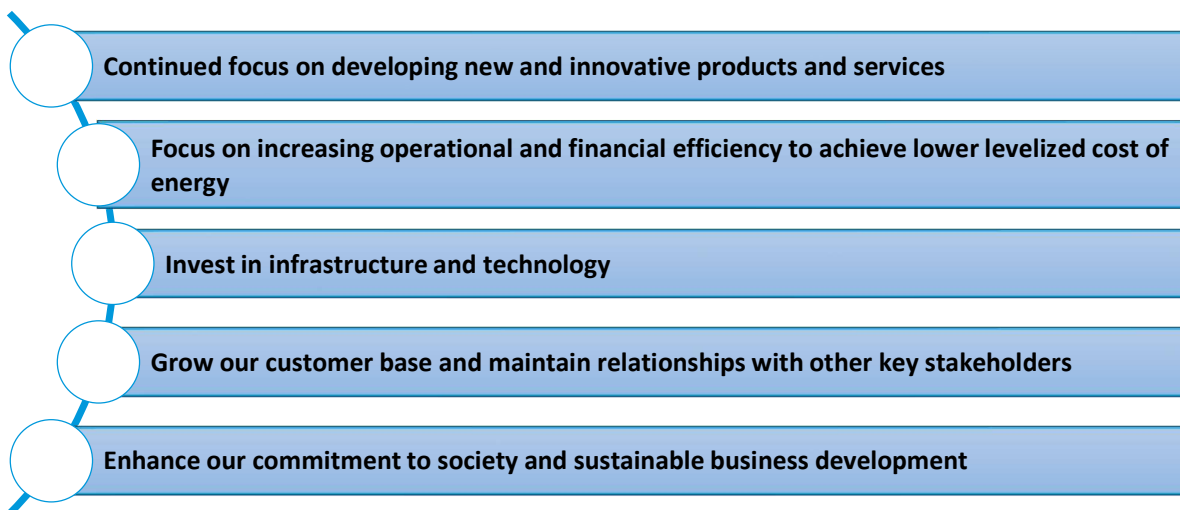 Continued focus on developing new and innovative products and services
Focus on increasing operational and financial efficiency to achieve lower levelized cost of
energy
Invest in infrastructure and technology
Grow our customer base and maintain relationships with other key stakeholders
Enhance our commitment to society and sustainable business development